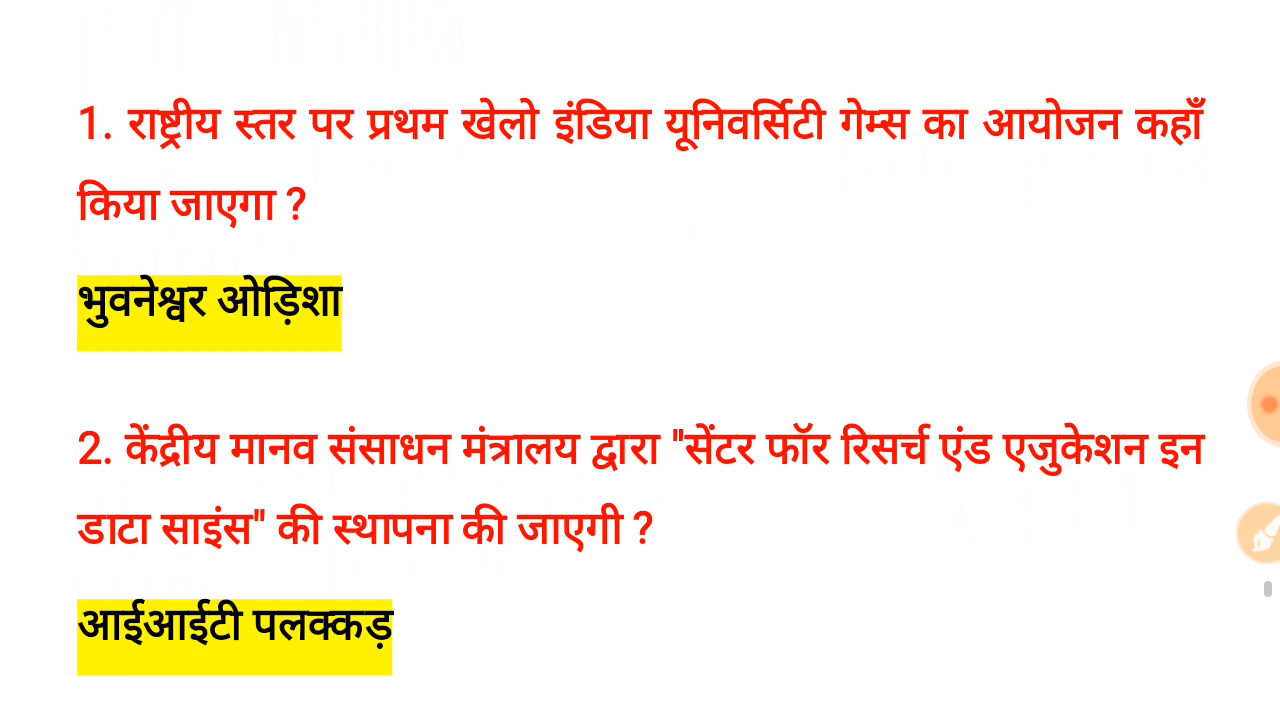 1. राष्ट्रीय स्तर पर प्रथम खेलो इंडिया यूनिवर्सिटी गेम्स का आयोजन कहाँ
किया जाएगा ?
भुवनेश्वर ओड़िशा
2. केंद्रीय मानव संसाधन मंत्रालय द्वारा "सेंटर फॉर रिसर्च एंड एजुकेशन इन
डाटा साइंस" की स्थापना की जाएगी ?
आईआईटी पलक्कड़